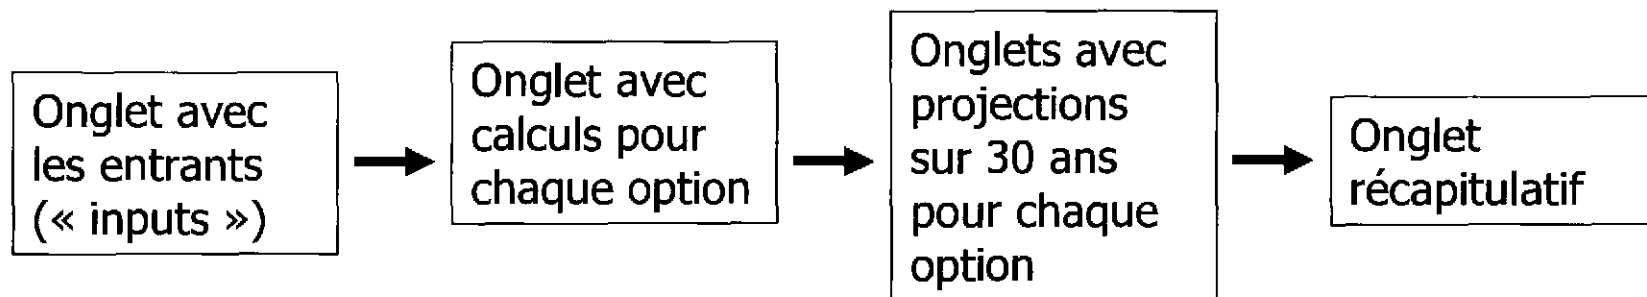 Onglet avec
les entrants
(« inputs »)
Onglet avec
calculs pour
chaque option
Onglets avec
projections
sur 30 ans
pour chaque
option
Onglet
récapitulatif